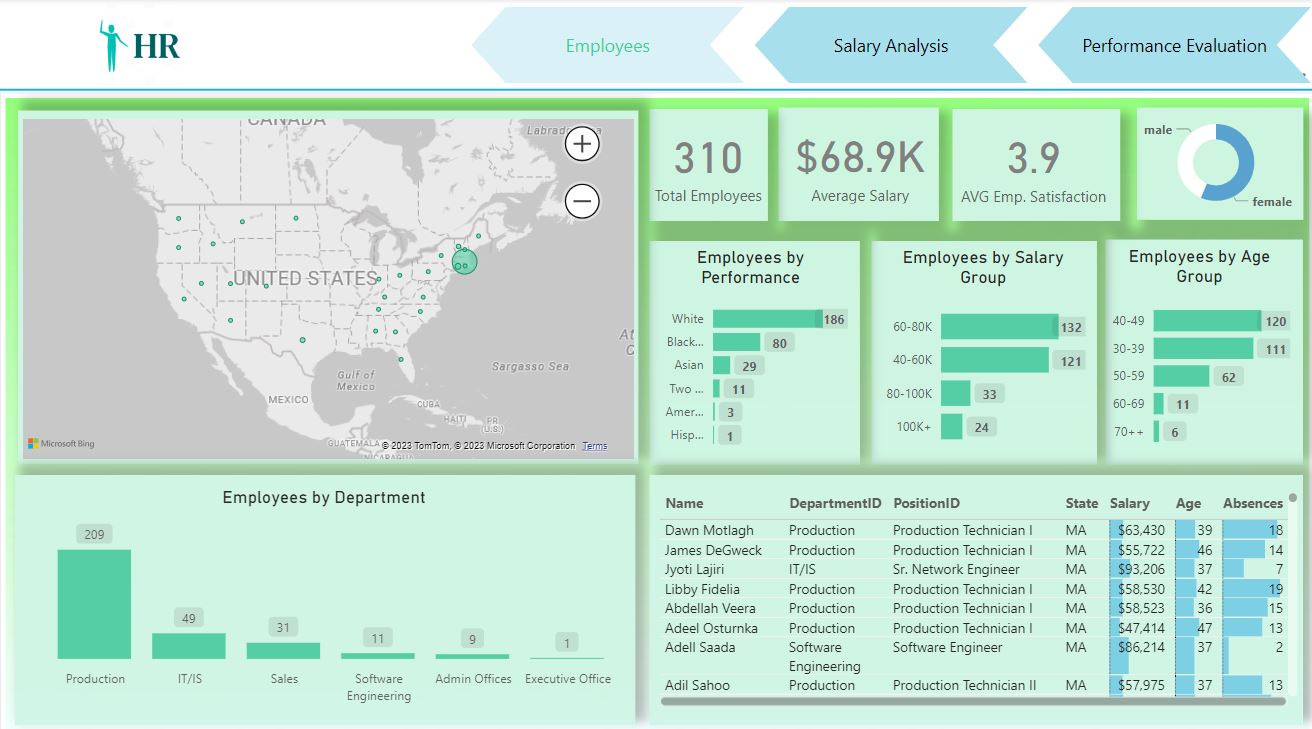 HR
Employees
Salary Analysis
Performance Evaluation
CANADA
UNITED STATES
Gulf of
Mexico
MEXICO
Sargasso Sea
CUBA
HAITI
PR
(U.S.)
GUATEMALA
NICARAGUA
Microsoft Bing
© 2023 TomTom, © 2023 Microsoft Corporation Terms
310
Total Employees
$68.9K
Average Salary
3.9
AVG Emp. Satisfaction
male
female
Employees by
Performance
White 186
Black... 80
Asian 29
Two ... 11
Amer... 3
Hisp... 1
Employees by Salary
Group
60-80K 132
40-60K 121
80-100K 33
100K+ 24
Employees by Age
Group
40-49 120
30-39 111
50-59 62
60-69 11
70++ 6
Employees by Department
209
49
31
11
9
1
Production
IT/IS
Sales
Software
Engineering
Admin Offices
Executive Office
Name DepartmentID PositionID State Salary Age Absences
Dawn Motlagh Production Production Technician I MA $63,430 39 18
James DeGweck Production Production Technician I MA $55,722 46 14
Jyoti Lajiri IT/IS Sr. Network Engineer MA $93,206 37 7
Libby Fidelia Production Production Technician I MA $58,530 42 19
Abdellah Veera Production Production Technician I MA $58,523 36 15
Adeel Osturnka Production Production Technician I MA $47,414 47 13
Adell Saada Software Software Engineer MA $86,214 37 2
Engineering
Adil Sahoo Production Production Technician II MA $57,975 37 13